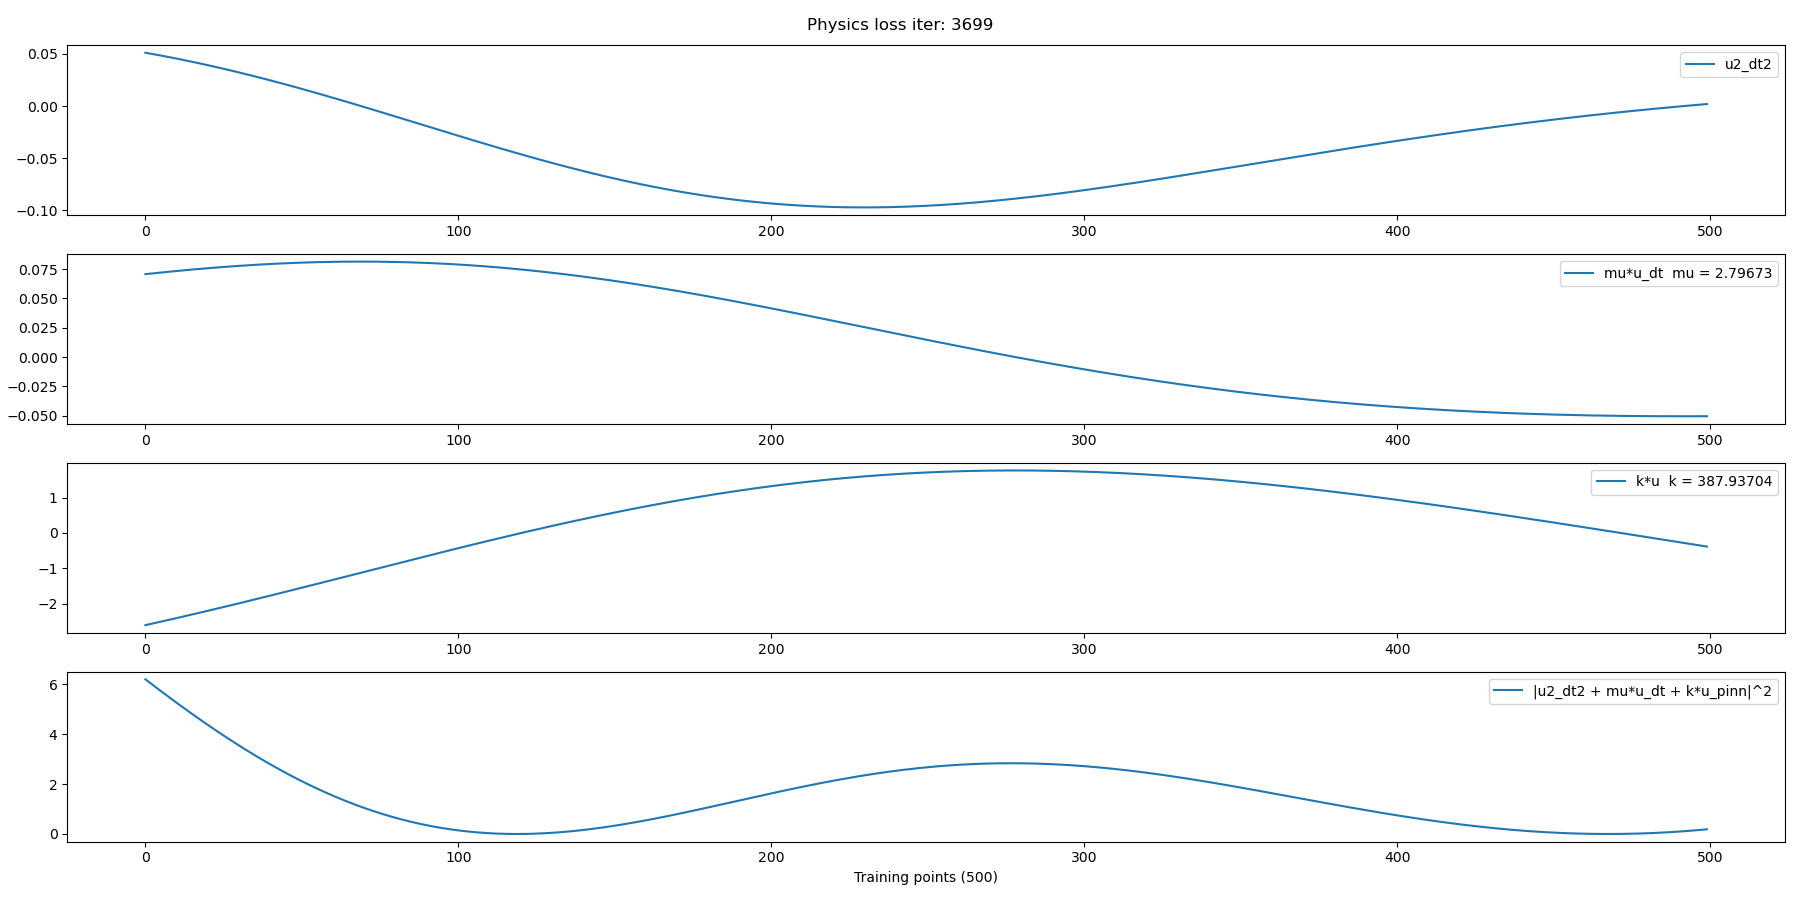 Physics loss iter: 3699
0.05
0.00
−0.05
−0.10
u2_dt2
0 100 200 300 400 500
0.075
0.050
0.025
0.000
−0.025
−0.050
mu*u_dt  mu = 2.79673
0 100 200 300 400 500
1
0
−1
−2
k*u  k = 387.93704
0 100 200 300 400 500
6
4
2
0
|u2_dt2 + mu*u_dt + k*u_pinn|^2
0 100 200 300 400 500
Training points (500)